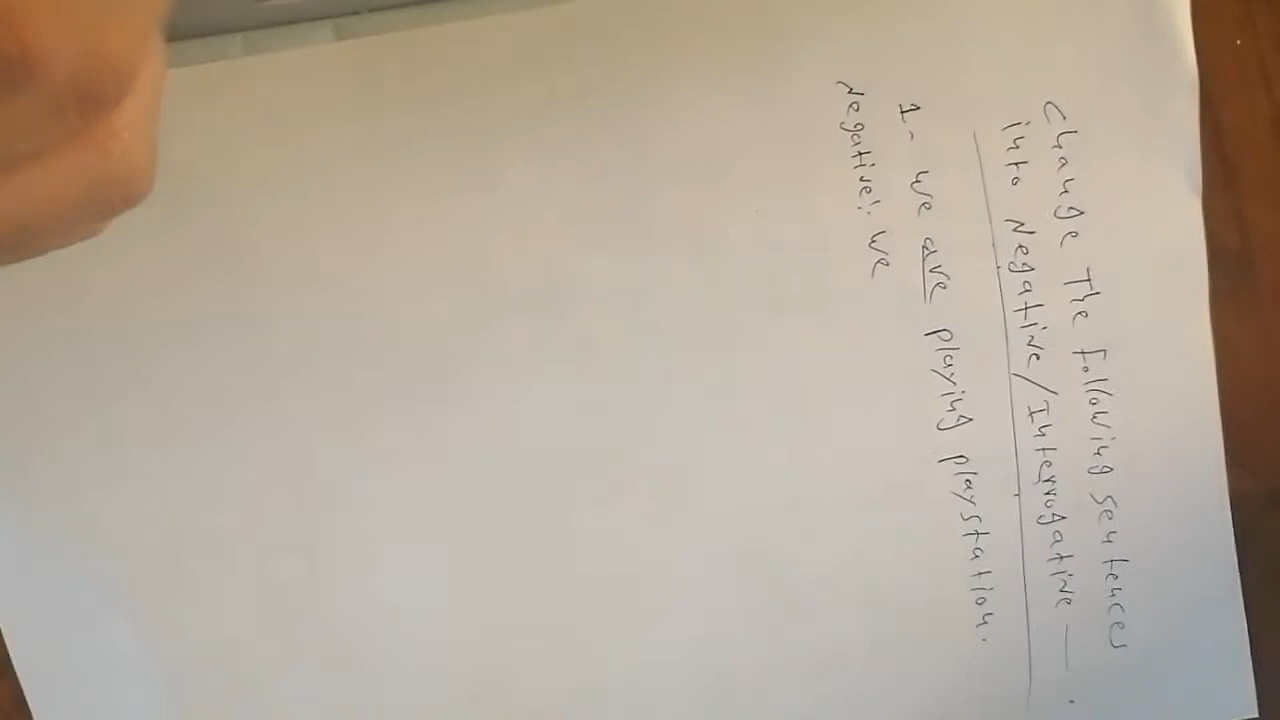 Change The following sentences
into Negative/Interrogative — .
1- we are playing playstation.
Negative:. we